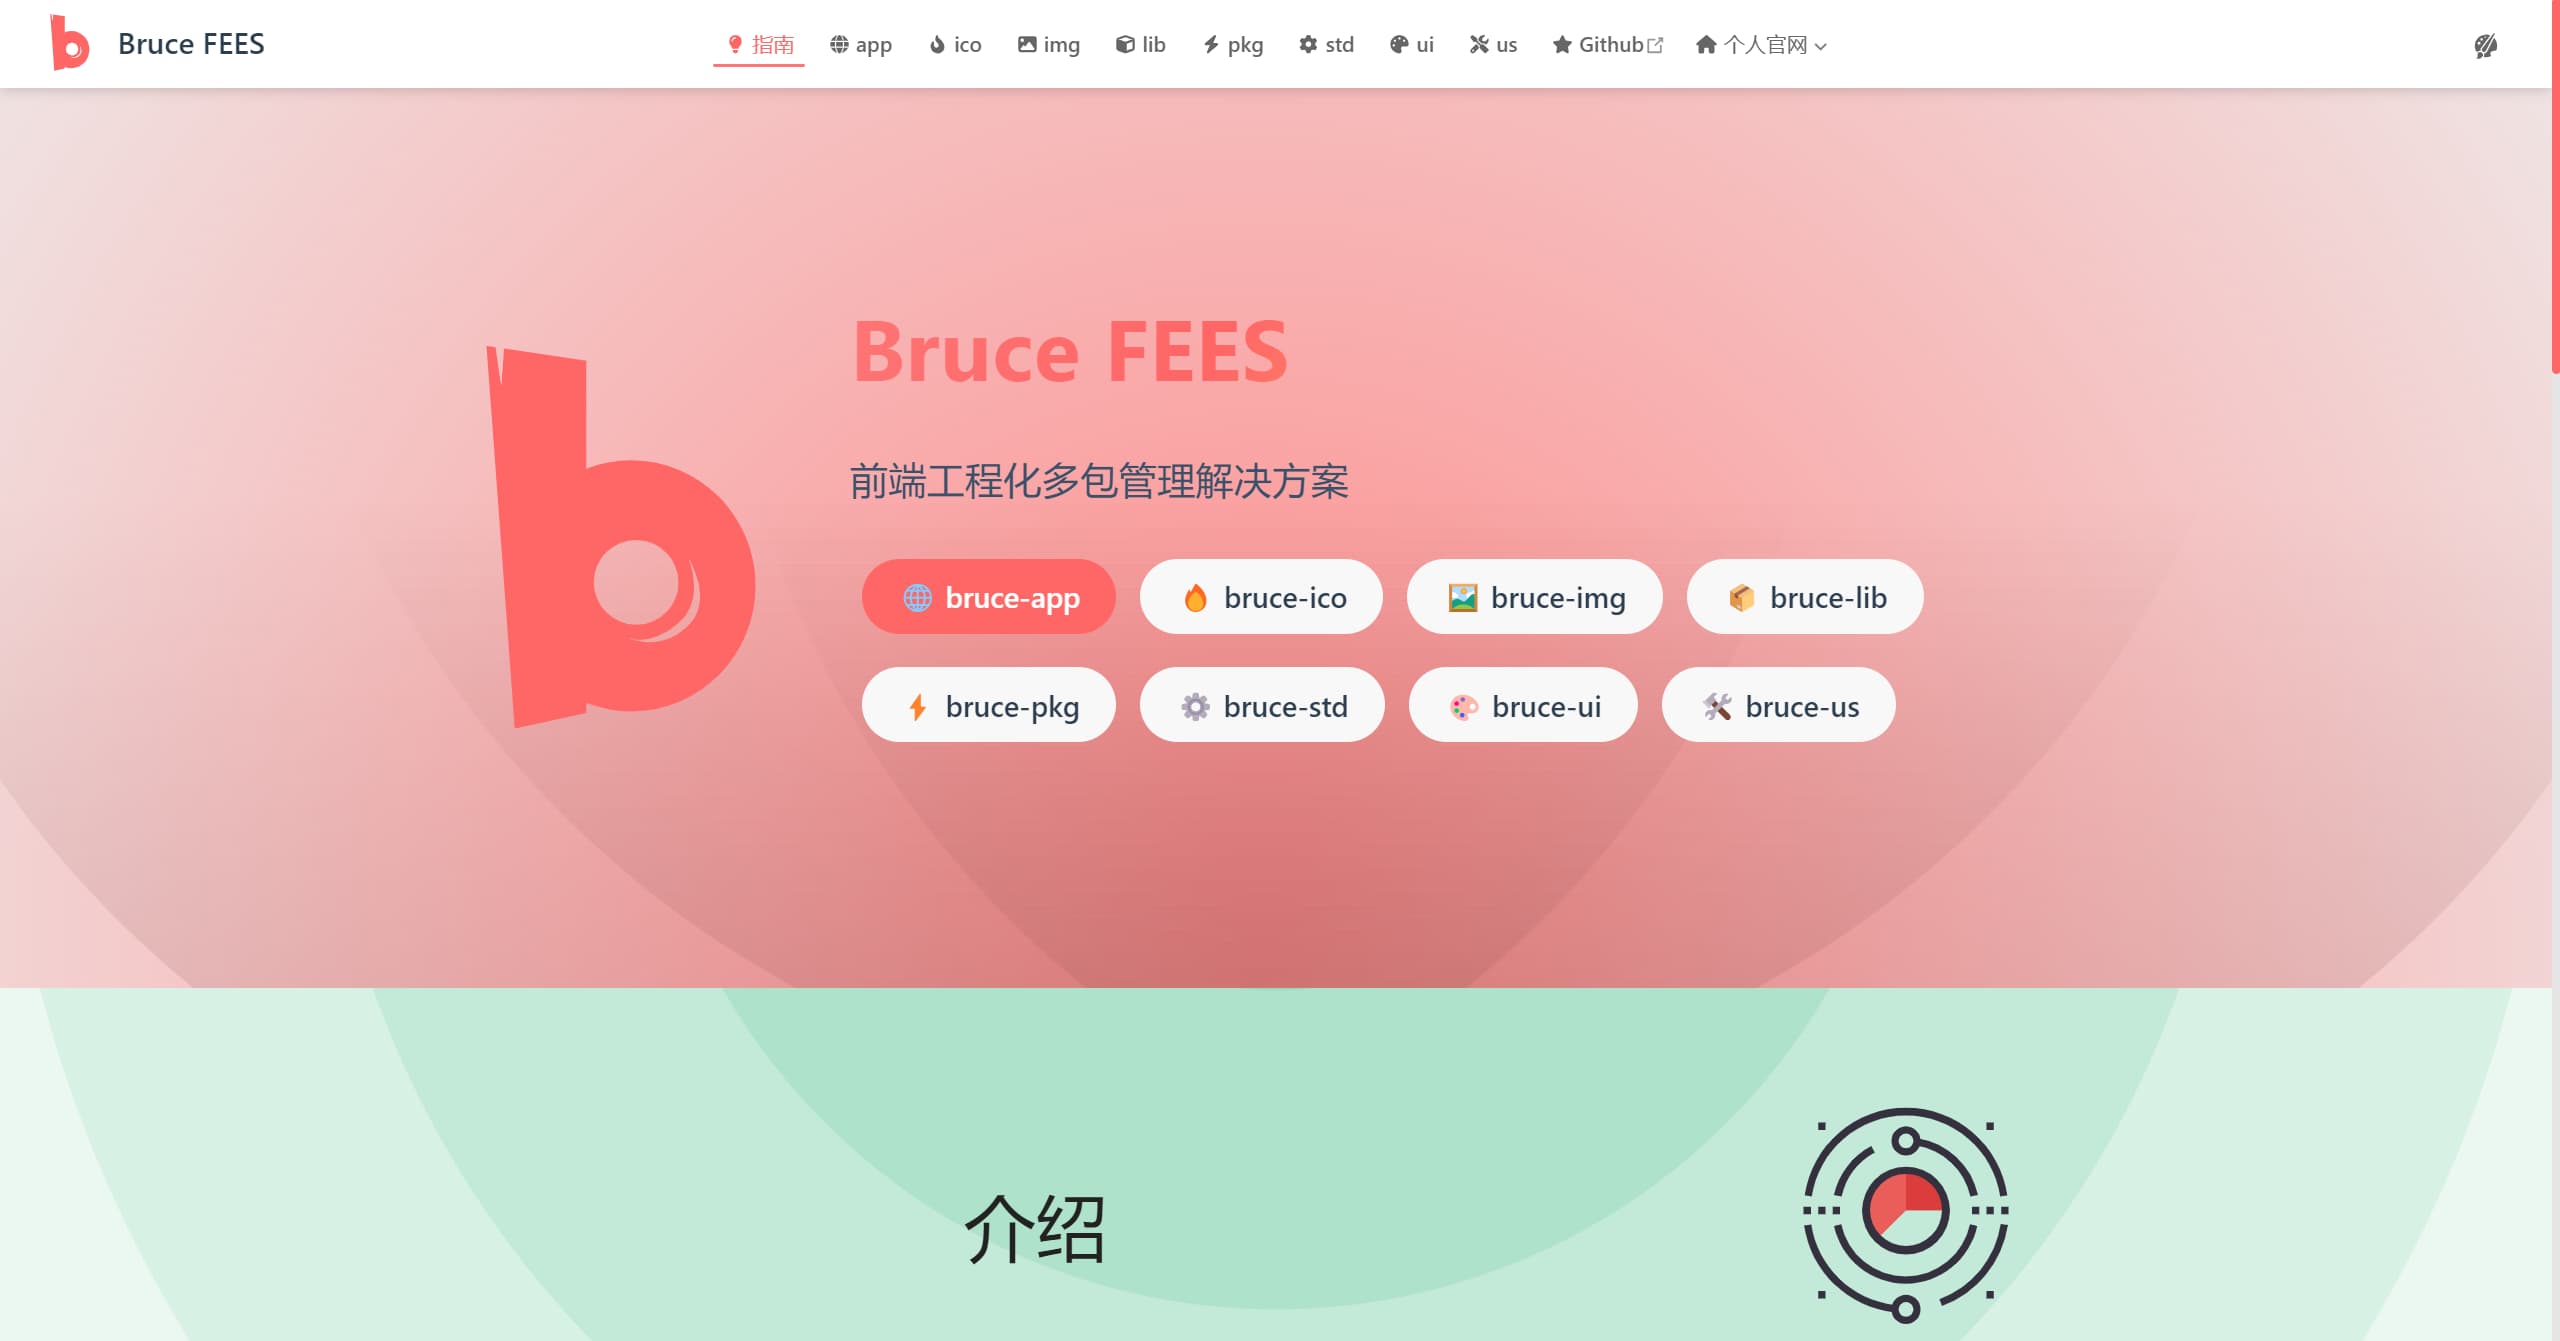 Bruce FEES
指南 app ico img lib pkg std ui us Github 个人官网
Bruce FEES
前端工程化多包管理解决方案
bruce-app bruce-ico bruce-img bruce-lib
bruce-pkg bruce-std bruce-ui bruce-us
介绍